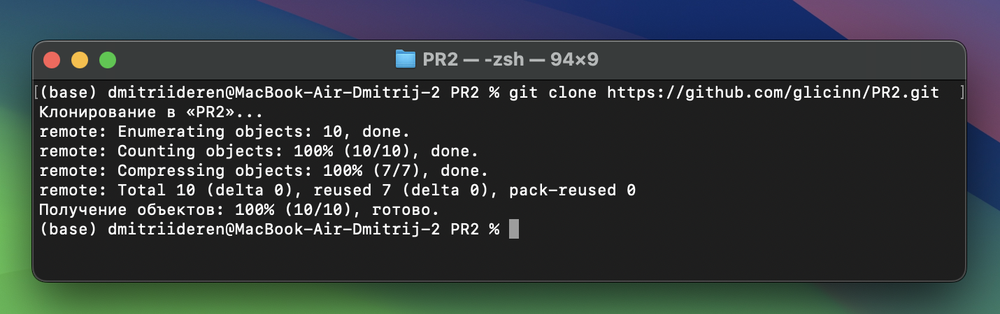 PR2 — -zsh — 94×9
[(base) dmitriideren@MacBook-Air-Dmitrij-2 PR2 % git clone https://github.com/glicinn/PR2.git ]
Клонирование в «PR2»...
remote: Enumerating objects: 10, done.
remote: Counting objects: 100% (10/10), done.
remote: Compressing objects: 100% (7/7), done.
remote: Total 10 (delta 0), reused 7 (delta 0), pack-reused 0
Получение объектов: 100% (10/10), готово.
(base) dmitriideren@MacBook-Air-Dmitrij-2 PR2 %